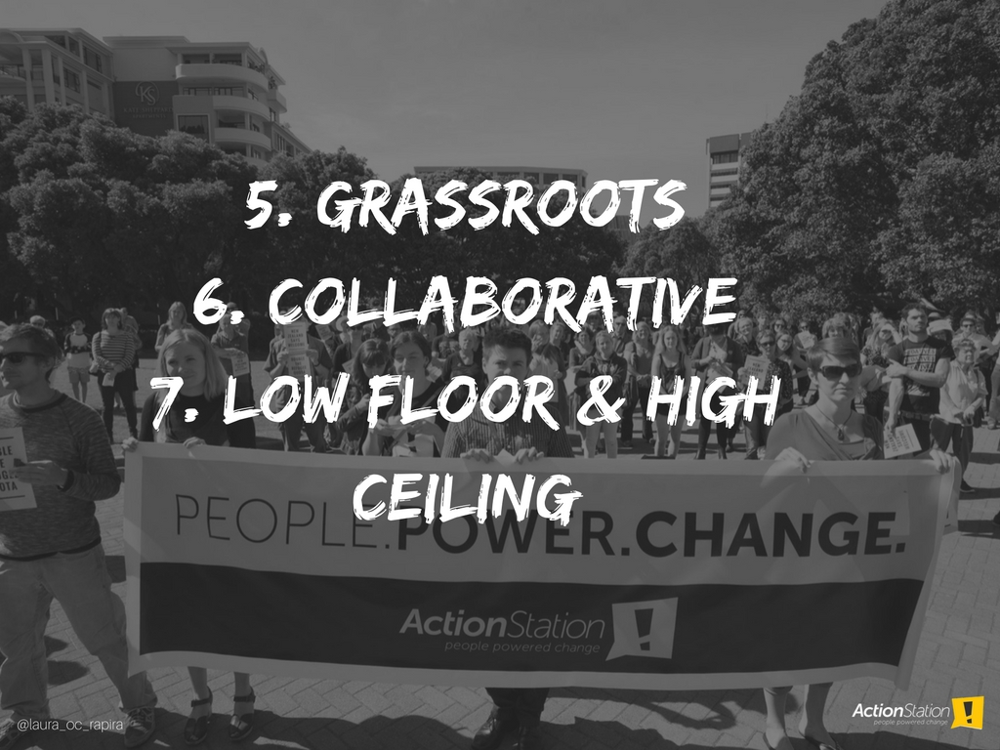 5. GRASSROOTS
6. COLLABORATIVE
7. LOW FLOOR & HIGH
CEILING
PEOPLE.POWER.CHANGE.
ActionStation
people powered change
@laura_oc_rapira
ActionStation
people powered change